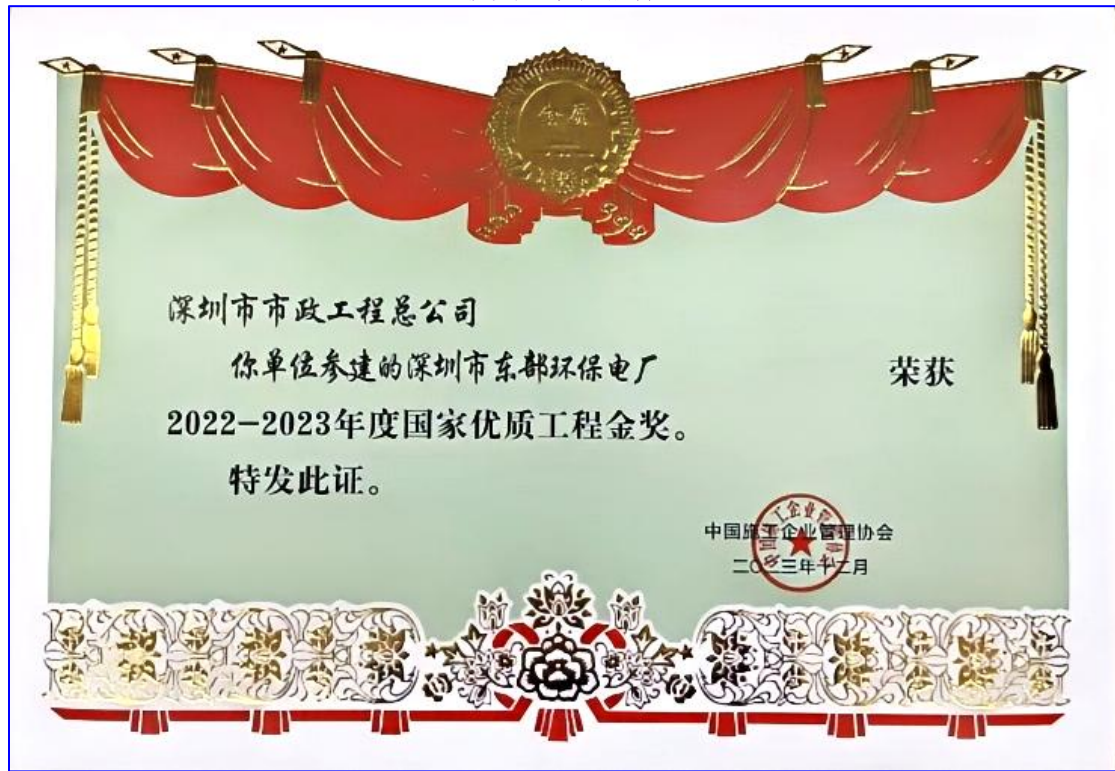 金质
深圳市市政工程总公司
你单位参建的深圳市东部环保电厂 荣获
2022-2023年度国家优质工程金奖。
特发此证。
中国施工企业管理协会
二〇二三年十二月